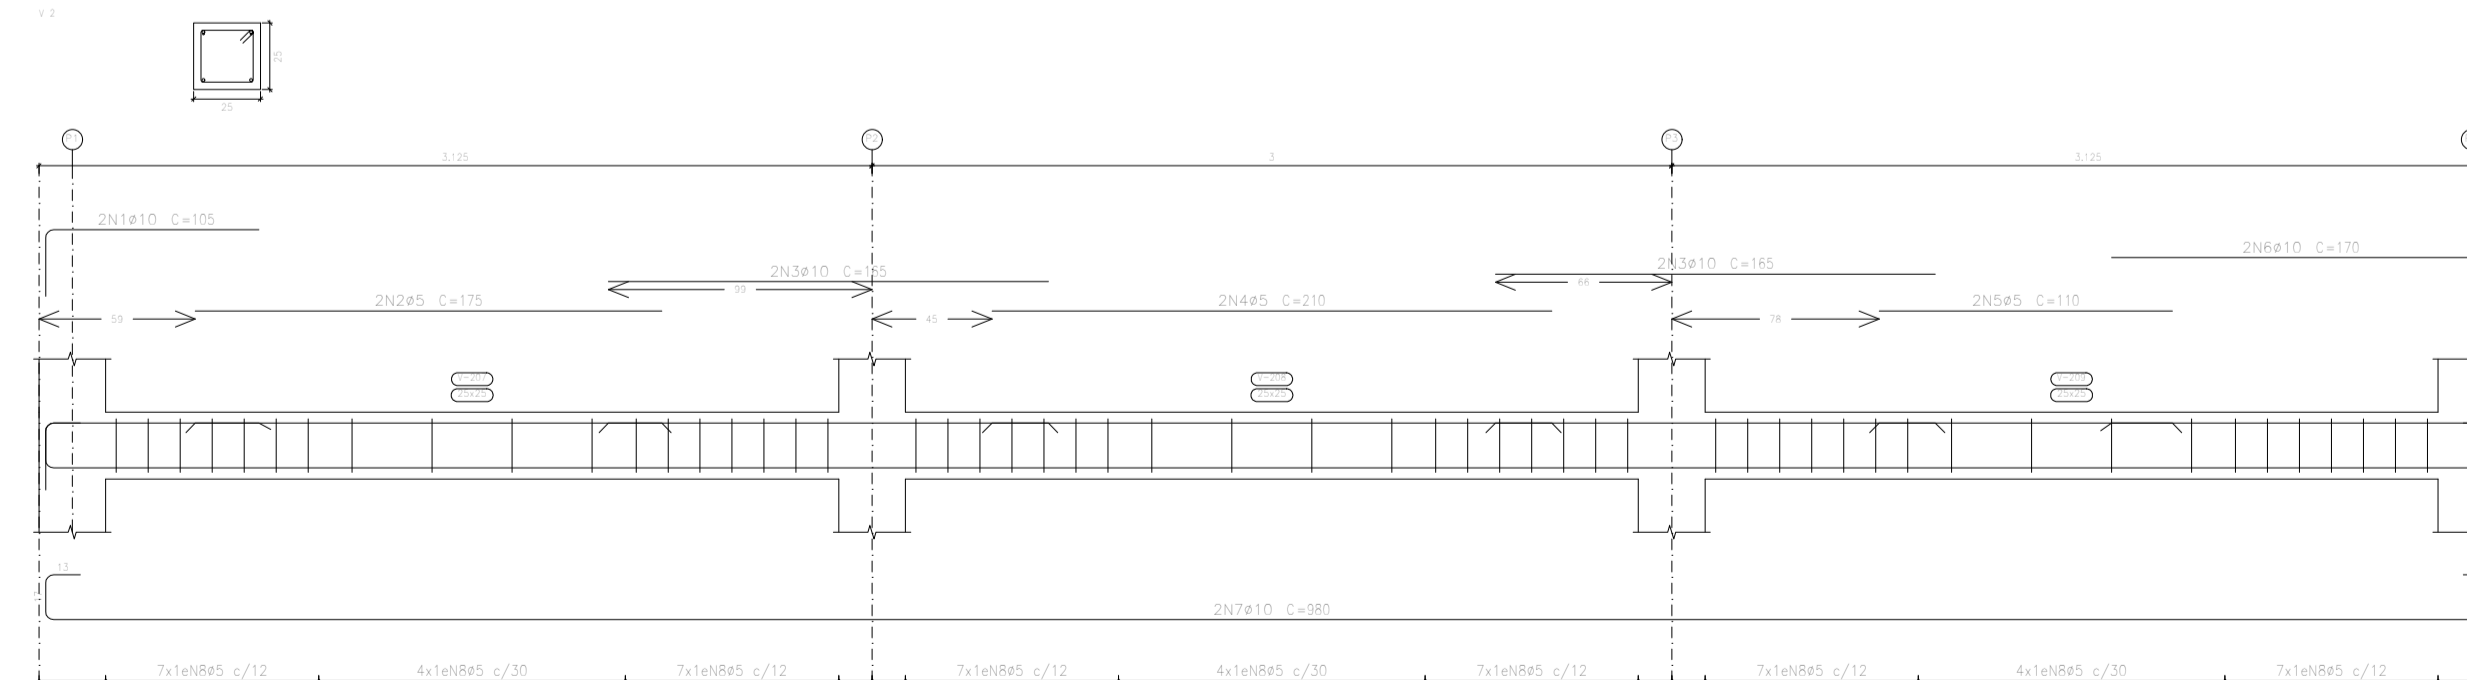 V 2
25
25
P1 P2 P3
3.125 3 3.125
2N1ø10 C=105
2N6ø10 C=170
2N3ø10 C=165 2N3ø10 C=165
99 66
2N2ø5 C=175 2N4ø5 C=210 2N5ø5 C=110
59 45 78
V-207 V-208 V-209
25x25 25x25 25x25
13
17
2N7ø10 C=980
7x1eN8ø5 c/12 4x1eN8ø5 c/30 7x1eN8ø5 c/12 7x1eN8ø5 c/12 4x1eN8ø5 c/30 7x1eN8ø5 c/12 7x1eN8ø5 c/12 4x1eN8ø5 c/30 7x1eN8ø5 c/12